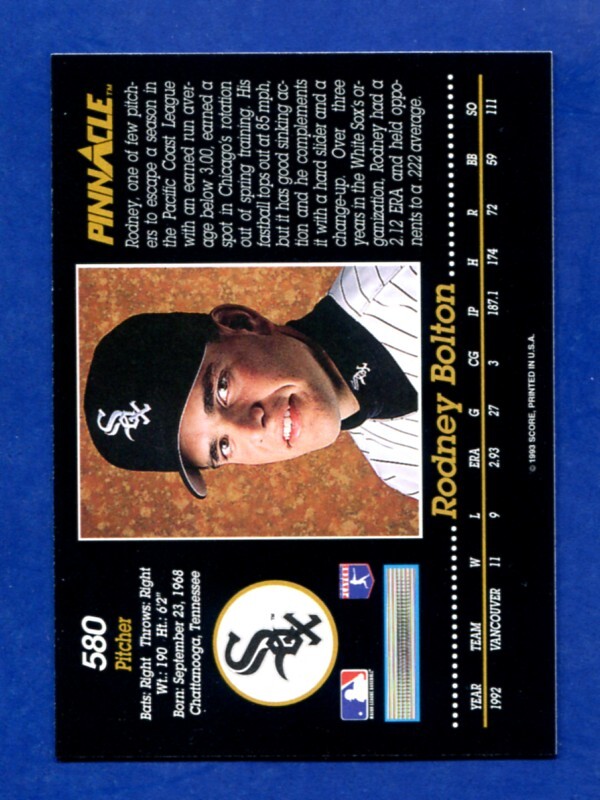 580
Pitcher
Bats: Right Throws: Right
Wt.: 190 Ht.: 6'2"
Born: September 23, 1968
Chattanooga, Tennessee
Sox
Sox
PINNACLE™
Rodney, one of few pitch-
ers to escape a season in
the Pacific Coast League
with an earned run aver-
age below 3.00, earned a
spot in Chicago's rotation
out of spring training. His
fastball tops out at 85 mph,
but it has good sinking ac-
tion and he complements
it with a hard slider and a
change-up. Over three
years in the White Sox's or-
ganization, Rodney had a
2.12 ERA and held oppo-
nents to a .222 average.
Rodney Bolton
YEAR TEAM W L ERA G CG IP H R BB SO
1992 VANCOUVER 11 9 2.93 27 3 187.1 174 72 59 111
© 1993 SCORE, PRINTED IN U.S.A.